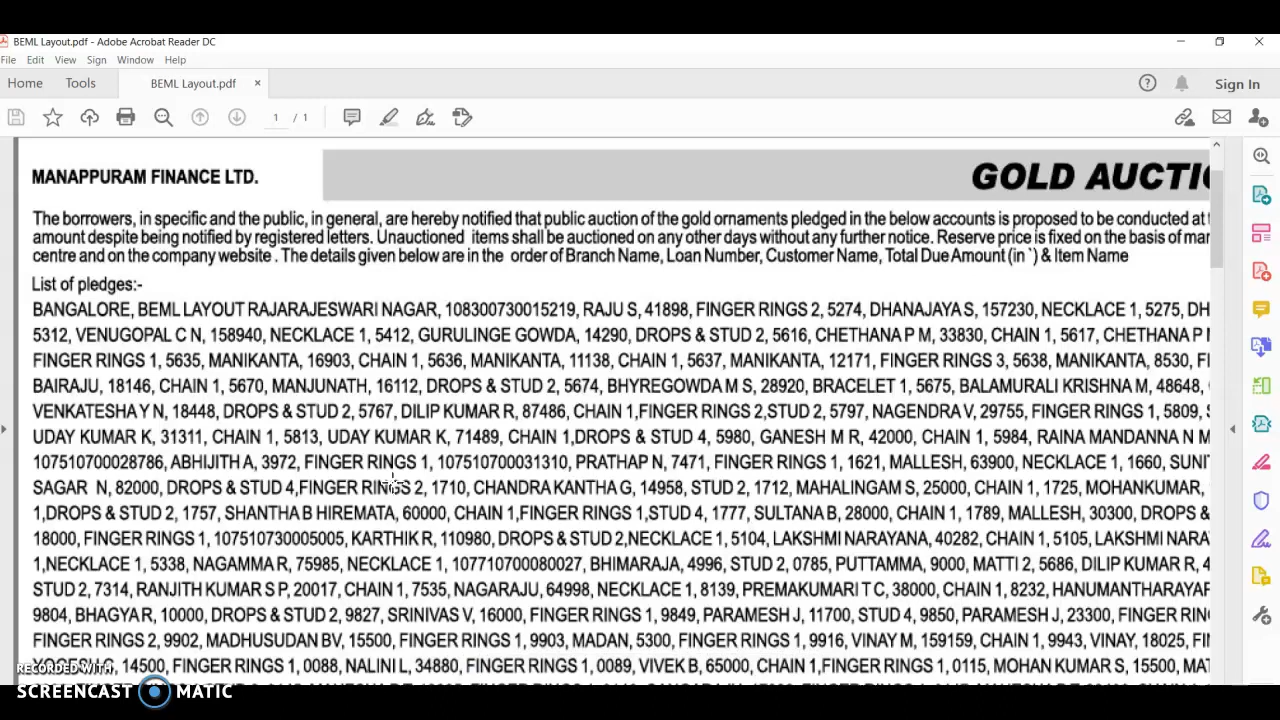 BEML Layout.pdf - Adobe Acrobat Reader DC
File Edit View Sign Window Help
Home Tools BEML Layout.pdf × Sign In
1 / 1
MANAPPURAM FINANCE LTD. GOLD AUCTIO
The borrowers, in specific and the public, in general, are hereby notified that public auction of the gold ornaments pledged in the below accounts is proposed to be conducted at
amount despite being notified by registered letters. Unauctioned items shall be auctioned on any other days without any further notice. Reserve price is fixed on the basis of mar
centre and on the company website . The details given below are in the order of Branch Name, Loan Number, Customer Name, Total Due Amount (in `) & Item Name
List of pledges:-
BANGALORE, BEML LAYOUT RAJARAJESWARI NAGAR, 108300730015219, RAJU S, 41898, FINGER RINGS 2, 5274, DHANAJAYA S, 157230, NECKLACE 1, 5275, DH
5312, VENUGOPAL C N, 158940, NECKLACE 1, 5412, GURULINGE GOWDA, 14290, DROPS & STUD 2, 5616, CHETHANA P M, 33830, CHAIN 1, 5617, CHETHANA P M
FINGER RINGS 1, 5635, MANIKANTA, 16903, CHAIN 1, 5636, MANIKANTA, 11138, CHAIN 1, 5637, MANIKANTA, 12171, FINGER RINGS 3, 5638, MANIKANTA, 8530, FI
BAIRAJU, 18146, CHAIN 1, 5670, MANJUNATH, 16112, DROPS & STUD 2, 5674, BHYREGOWDA M S, 28920, BRACELET 1, 5675, BALAMURALI KRISHNA M, 48648,
VENKATESHA Y N, 18448, DROPS & STUD 2, 5767, DILIP KUMAR R, 87486, CHAIN 1,FINGER RINGS 2,STUD 2, 5797, NAGENDRA V, 29755, FINGER RINGS 1, 5809, S
UDAY KUMAR K, 31311, CHAIN 1, 5813, UDAY KUMAR K, 71489, CHAIN 1,DROPS & STUD 4, 5980, GANESH M R, 42000, CHAIN 1, 5984, RAINA MANDANNA N M
107510700028786, ABHIJITH A, 3972, FINGER RINGS 1, 107510700031310, PRATHAP N, 7471, FINGER RINGS 1, 1621, MALLESH, 63900, NECKLACE 1, 1660, SUNIT
SAGAR N, 82000, DROPS & STUD 4,FINGER RINGS 2, 1710, CHANDRA KANTHA G, 14958, STUD 2, 1712, MAHALINGAM S, 25000, CHAIN 1, 1725, MOHANKUMAR,
1,DROPS & STUD 2, 1757, SHANTHA B HIREMATA, 60000, CHAIN 1,FINGER RINGS 1,STUD 4, 1777, SULTANA B, 28000, CHAIN 1, 1789, MALLESH, 30300, DROPS &
18000, FINGER RINGS 1, 107510730005005, KARTHIK R, 110980, DROPS & STUD 2,NECKLACE 1, 5104, LAKSHMI NARAYANA, 40282, CHAIN 1, 5105, LAKSHMI NARA
1,NECKLACE 1, 5338, NAGAMMA R, 75985, NECKLACE 1, 107710700080027, BHIMARAJA, 4996, STUD 2, 0785, PUTTAMMA, 9000, MATTI 2, 5686, DILIP KUMAR R, 4
STUD 2, 7314, RANJITH KUMAR S P, 20017, CHAIN 1, 7535, NAGARAJU, 64998, NECKLACE 1, 8139, PREMAKUMARI T C, 38000, CHAIN 1, 8232, HANUMANTHARAYAP
9804, BHAGYA R, 10000, DROPS & STUD 2, 9827, SRINIVAS V, 16000, FINGER RINGS 1, 9849, PARAMESH J, 11700, STUD 4, 9850, PARAMESH J, 23300, FINGER RIN
FINGER RINGS 2, 9902, MADHUSUDAN BV, 15500, FINGER RINGS 1, 9903, MADAN, 5300, FINGER RINGS 1, 9916, VINAY M, 159159, CHAIN 1, 9943, VINAY, 18025, FI
14500, FINGER RINGS 1, 0088, NALINI L, 34880, FINGER RINGS 1, 0089, VIVEK B, 65000, CHAIN 1,FINGER RINGS 1, 0115, MOHAN KUMAR S, 15500, MAT
RECORDED WITH
SCREENCAST MATIC